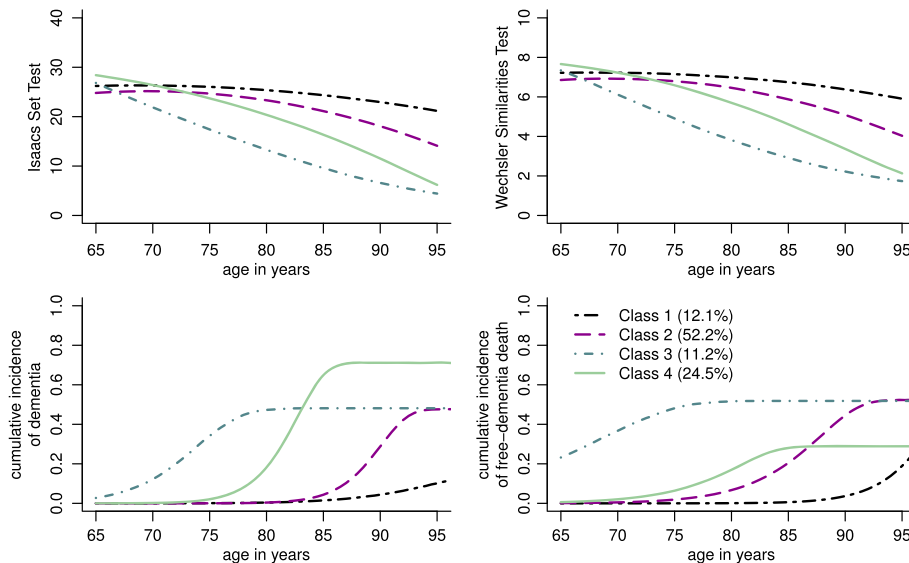 Isaacs Set Test
0 10 20 30 40
65 70 75 80 85 90 95
age in years
Wechsler Similarities Test
0 2 4 6 8 10
65 70 75 80 85 90 95
age in years
cumulative incidence
of dementia
0.0 0.2 0.4 0.6 0.8 1.0
65 70 75 80 85 90 95
age in years
cumulative incidence
of free−dementia death
0.0 0.2 0.4 0.6 0.8 1.0
Class 1 (12.1%)
Class 2 (52.2%)
Class 3 (11.2%)
Class 4 (24.5%)
65 70 75 80 85 90 95
age in years